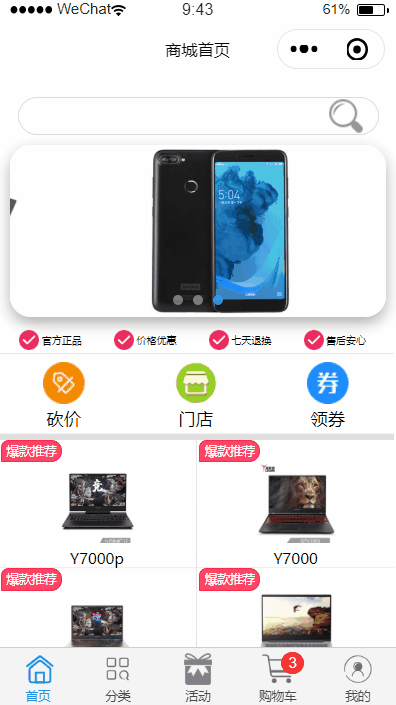 WeChat 9:43 61%
商城首页
5:04
官方正品 价格优惠 七天退换 售后安心
券
砍价 门店 领券
爆款推荐 爆款推荐
Y7000p Y7000
爆款推荐 爆款推荐
3
首页 分类 活动 购物车 我的